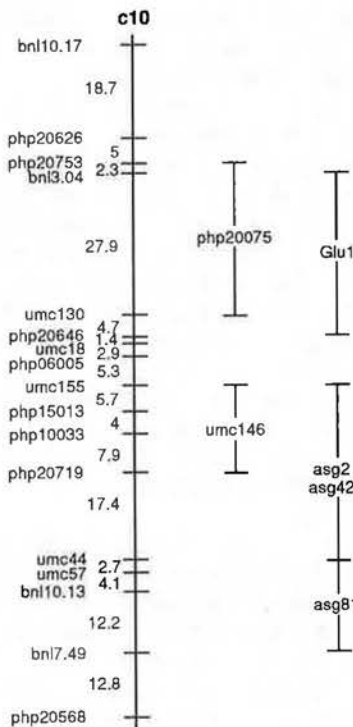 c10
bnl10.17
18.7
php20626
5
php20753
2.3
bnl3.04
php20075
27.9
Glu1
umc130
4.7
php20646
1.4
umc18
2.9
php06005
5.3
umc155
5.7
php15013
4
umc146
php10033
7.9
asg2
php20719
asg42
17.4
umc44
2.7
umc57
4.1
bnl10.13
asg81
12.2
bnl7.49
12.8
php20568